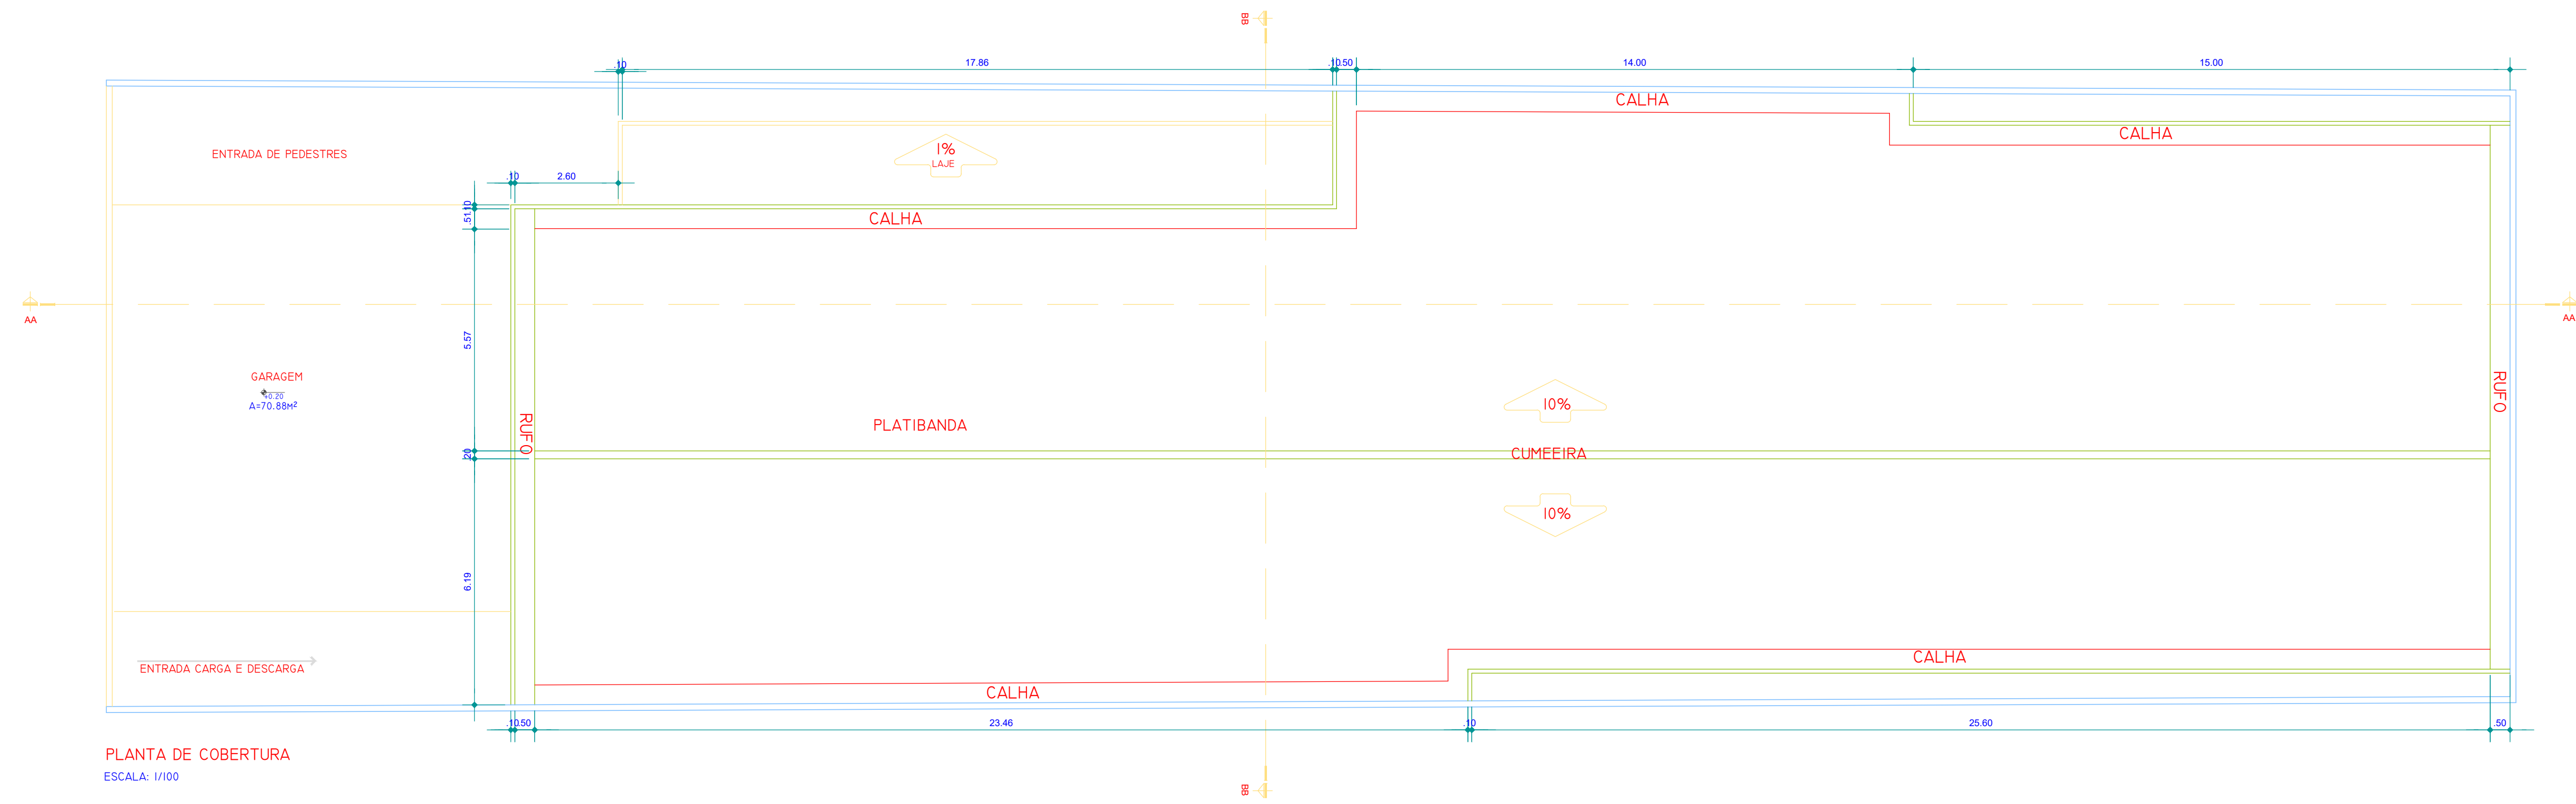 BB
.10
17.86
.10
.50
14.00
15.00
CALHA
CALHA
1%
LAJE
ENTRADA DE PEDESTRES
.10
2.60
.51
.10
CALHA
AA
AA
5.57
GARAGEM
+0.20
A=70.88M²
RUFO
RUFO
10%
PLATIBANDA
.20
CUMEEIRA
10%
6.19
CALHA
ENTRADA CARGA E DESCARGA
CALHA
.10
.50
23.46
.10
25.60
.50
PLANTA DE COBERTURA
ESCALA: 1/100
BB